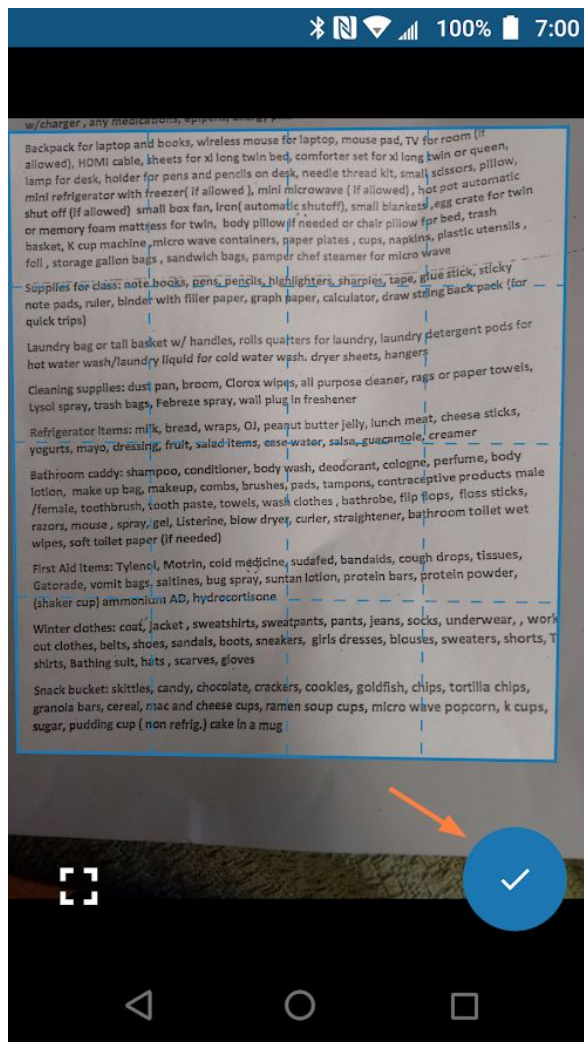 100% 7:00
w/charger , any medications, epipens, allergy
Backpack for laptop and books, wireless mouse for laptop, mouse pad, TV for room (if
allowed), HDMI cable, sheets for xl long twin bed, comforter set for xl long twin or queen,
lamp for desk, holder for pens and pencils on desk, needle thread kit, small scissors, pillow,
mini refrigerator with freezer( if allowed ), mini microwave ( if allowed) , hot pot automatic
shut off (if allowed) small box fan, iron( automatic shutoff), small blankets ,egg crate for twin
or memory foam mattress for twin, body pillow if needed or chair pillow for bed, trash
basket, K cup machine ,micro wave containers, paper plates , cups, napkins, plastic utensils ,
foil , storage gallon bags , sandwich bags, pamper chef steamer for micro wave
Supplies for class: note books, pens, pencils, highlighters, sharpies, tape, glue stick, sticky
note pads, ruler, binder with filler paper, graph paper, calculator, draw string back pack (for
quick trips)
Laundry bag or tall basket w/ handles, rolls quarters for laundry, laundry detergent pods for
hot water wash/laundry liquid for cold water wash. dryer sheets, hangers
Cleaning supplies: dust pan, broom, Clorox wipes, all purpose cleaner, rags or paper towels,
Lysol spray, trash bags, Febreze spray, wall plug in freshener
Refrigerator items: milk, bread, wraps, OJ, peanut butter jelly, lunch meat, cheese sticks,
yogurts, mayo, dressing, fruit, salad items, case water, salsa, guacamole, creamer
Bathroom caddy: shampoo, conditioner, body wash, deodorant, cologne, perfume, body
lotion, make up bag, makeup, combs, brushes, pads, tampons, contraceptive products male
/female, toothbrush, tooth paste, towels, wash clothes , bathrobe, flip flops, floss sticks,
razors, mouse , spray, gel, Listerine, blow dryer, curler, straightener, bathroom toilet wet
wipes, soft toilet paper (if needed)
First Aid items: Tylenol, Motrin, cold medicine, sudafed, bandaids, cough drops, tissues,
Gatorade, vomit bags, saltines, bug spray, suntan lotion, protein bars, protein powder,
(shaker cup) ammonium AD, hydrocortisone
Winter clothes: coat, jacket , sweatshirts, sweatpants, pants, jeans, socks, underwear, , work
out clothes, belts, shoes, sandals, boots, sneakers, girls dresses, blouses, sweaters, shorts, T
shirts, Bathing suit, hats , scarves, gloves
Snack bucket: skittles, candy, chocolate, crackers, cookies, goldfish, chips, tortilla chips,
granola bars, cereal, mac and cheese cups, ramen soup cups, micro wave popcorn, k cups,
sugar, pudding cup ( non refrig.) cake in a mug